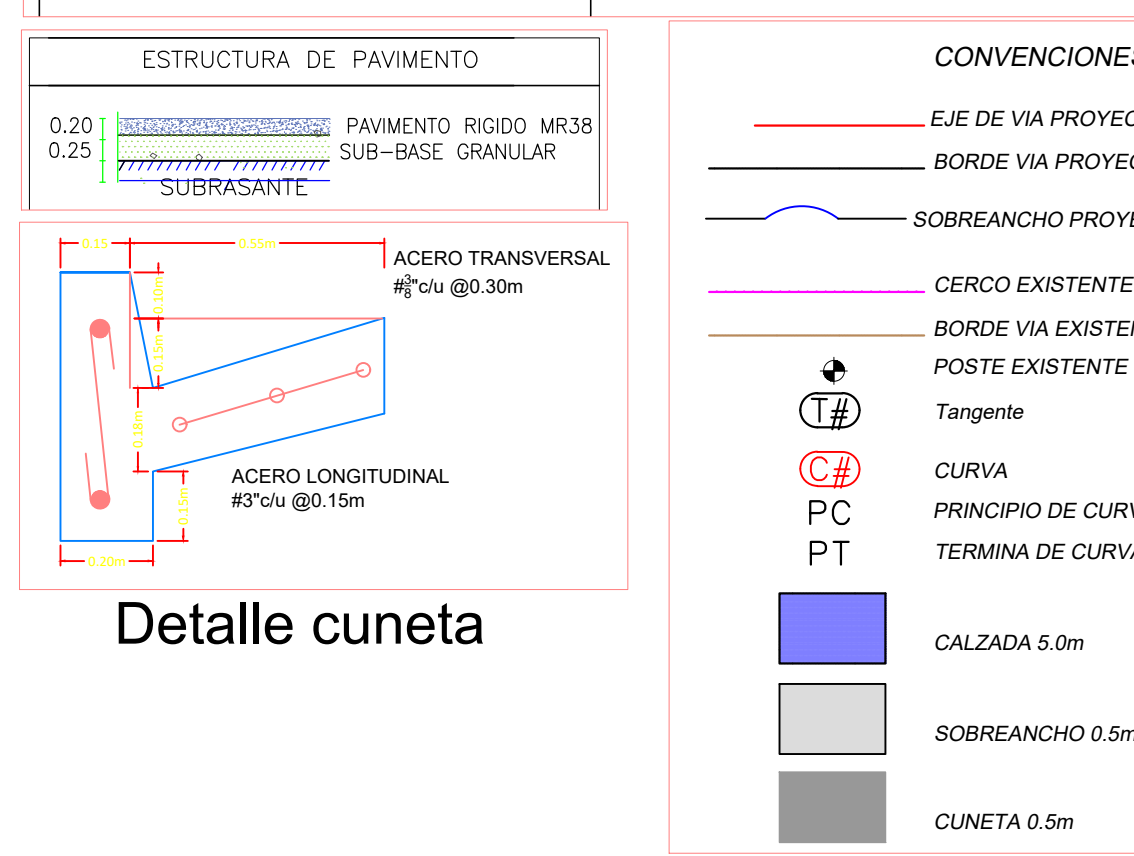 ESTRUCTURA DE PAVIMENTO
0.20
PAVIMENTO RIGIDO MR38
0.25
SUB-BASE GRANULAR
SUBRASANTE
0.15
0.55m
ACERO TRANSVERSAL
#3/8"c/u @0.30m
0.10m
0.15m
0.18m
ACERO LONGITUDINAL
#3"c/u @0.15m
0.15m
0.20m
Detalle cuneta
CONVENCIONES
EJE DE VIA PROYEC
BORDE VIA PROYEC
SOBREANCHO PROYE
CERCO EXISTENTE
BORDE VIA EXISTEN
POSTE EXISTENTE
T#
Tangente
C#
CURVA
PC
PRINCIPIO DE CURV
PT
TERMINA DE CURVA
CALZADA 5.0m
SOBREANCHO 0.5m
CUNETA 0.5m